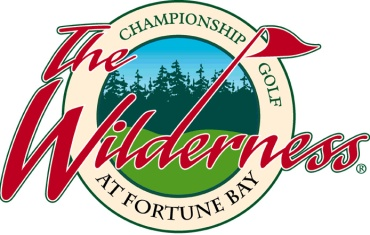 The
CHAMPIONSHIP GOLF
Wilderness®
AT FORTUNE BAY